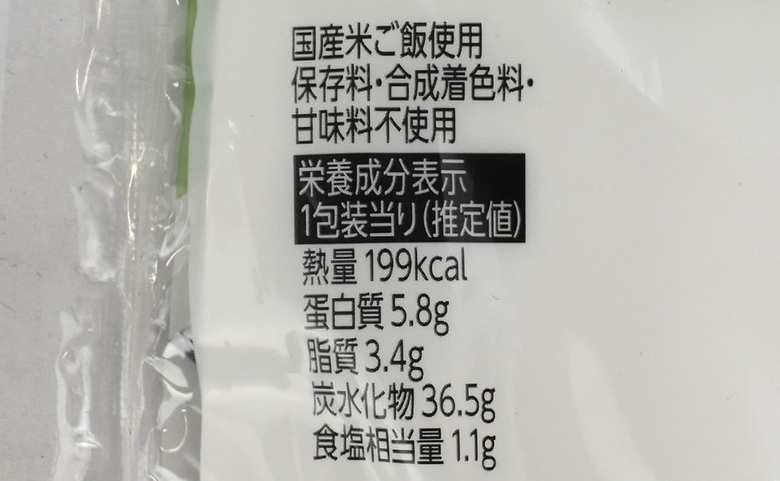 国産米ご飯使用
保存料・合成着色料・
甘味料不使用
栄養成分表示
1包装当り(推定値)
熱量 199kcal
蛋白質 5.8g
脂質 3.4g
炭水化物 36.5g
食塩相当量 1.1g